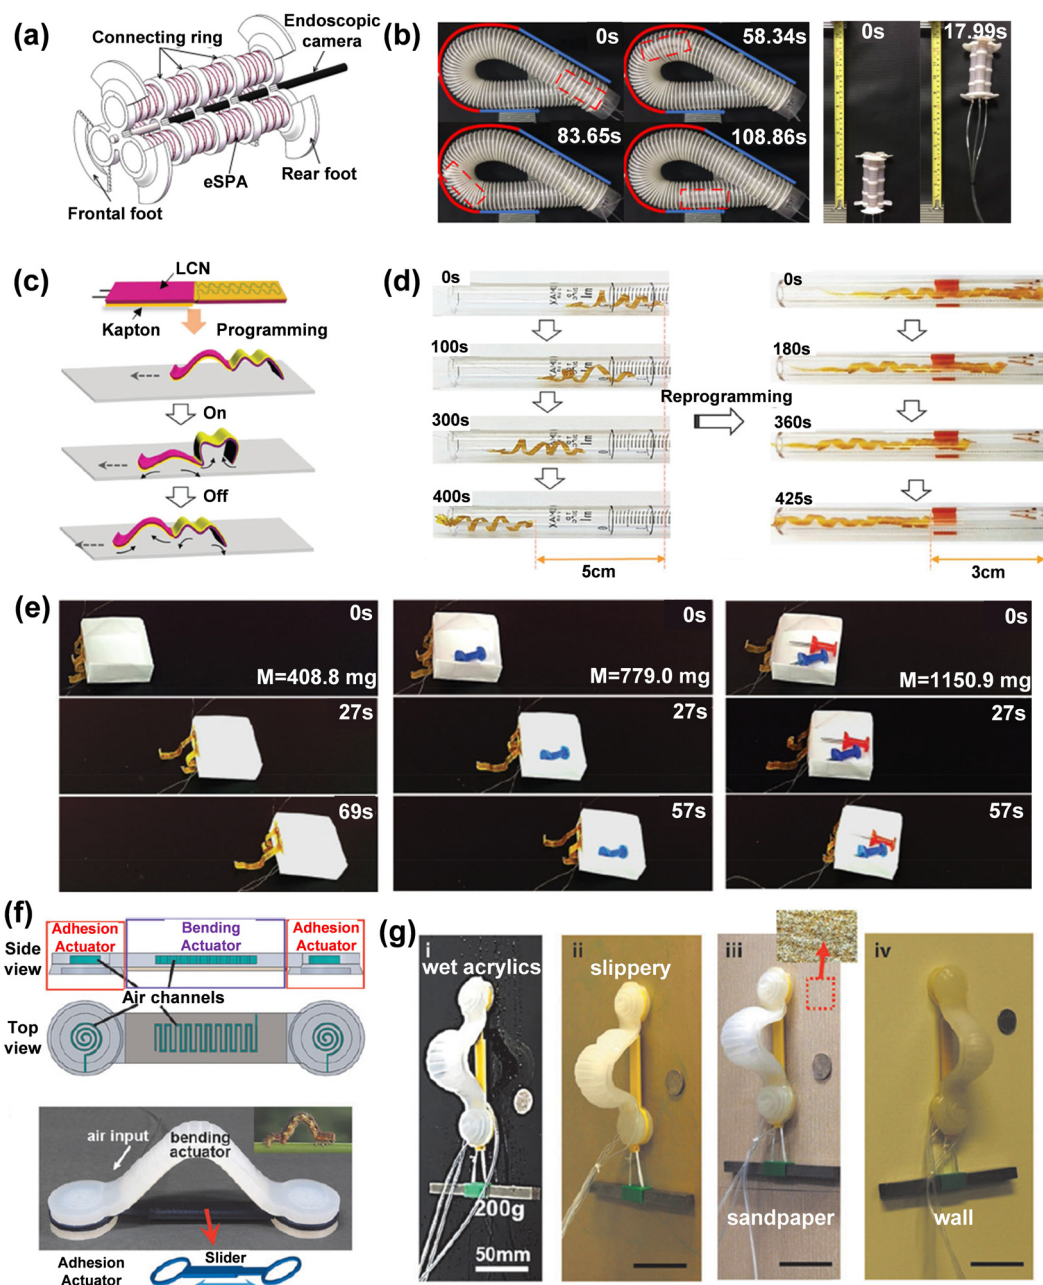 (a)
Connecting ring
Endoscopic
camera
eSPA
Rear foot
Frontal foot
(b)
0s
58.34s
83.65s
108.86s
0s
17.99s
(c)
LCN
Kapton
Programming
On
Off
(d)
0s
100s
300s
400s
5cm
Reprogramming
0s
180s
360s
425s
3cm
(e)
0s
M=408.8 mg
27s
69s
0s
M=779.0 mg
27s
57s
0s
M=1150.9 mg
27s
57s
(f)
Adhesion
Actuator
Bending
Actuator
Adhesion
Actuator
Side
view
Air channels
Top
view
air input
bending
actuator
Slider
Adhesion
Actuator
(g)
i
wet acrylics
200g
50mm
ii
slippery
iii
sandpaper
iv
wall